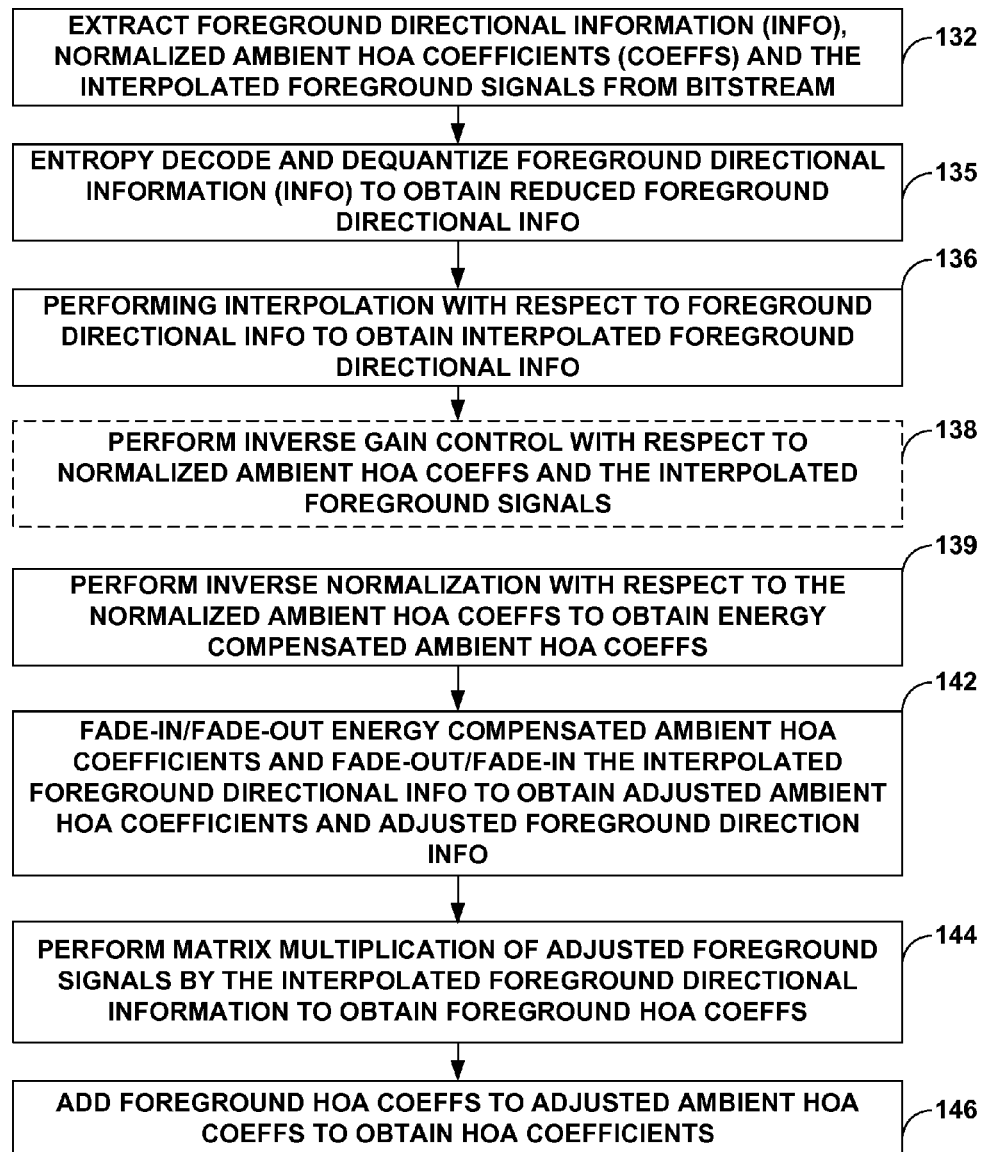 EXTRACT FOREGROUND DIRECTIONAL INFORMATION (INFO),
NORMALIZED AMBIENT HOA COEFFICIENTS (COEFFS) AND THE
INTERPOLATED FOREGROUND SIGNALS FROM BITSTREAM
132
ENTROPY DECODE AND DEQUANTIZE FOREGROUND DIRECTIONAL
INFORMATION (INFO) TO OBTAIN REDUCED FOREGROUND
DIRECTIONAL INFO
135
PERFORMING INTERPOLATION WITH RESPECT TO FOREGROUND
DIRECTIONAL INFO TO OBTAIN INTERPOLATED FOREGROUND
DIRECTIONAL INFO
136
PERFORM INVERSE GAIN CONTROL WITH RESPECT TO
NORMALIZED AMBIENT HOA COEFFS AND THE INTERPOLATED
FOREGROUND SIGNALS
138
PERFORM INVERSE NORMALIZATION WITH RESPECT TO THE
NORMALIZED AMBIENT HOA COEFFS TO OBTAIN ENERGY
COMPENSATED AMBIENT HOA COEFFS
139
FADE-IN/FADE-OUT ENERGY COMPENSATED AMBIENT HOA
COEFFICIENTS AND FADE-OUT/FADE-IN THE INTERPOLATED
FOREGROUND DIRECTIONAL INFO TO OBTAIN ADJUSTED AMBIENT
HOA COEFFICIENTS AND ADJUSTED FOREGROUND DIRECTION
INFO
142
PERFORM MATRIX MULTIPLICATION OF ADJUSTED FOREGROUND
SIGNALS BY THE INTERPOLATED FOREGROUND DIRECTIONAL
INFORMATION TO OBTAIN FOREGROUND HOA COEFFS
144
ADD FOREGROUND HOA COEFFS TO ADJUSTED AMBIENT HOA
COEFFS TO OBTAIN HOA COEFFICIENTS
146